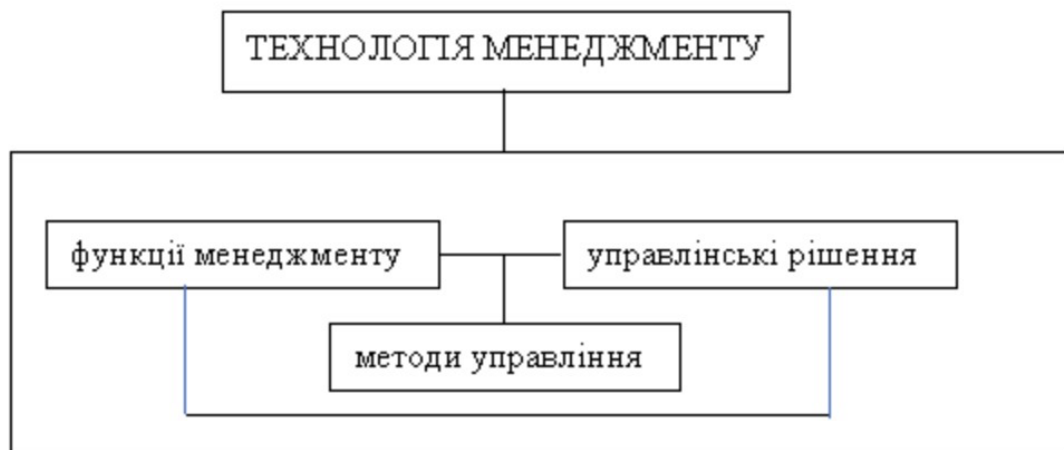 ТЕХНОЛОГІЯ МЕНЕДЖМЕНТУ
функції менеджменту
управлінські рішення
методи управління